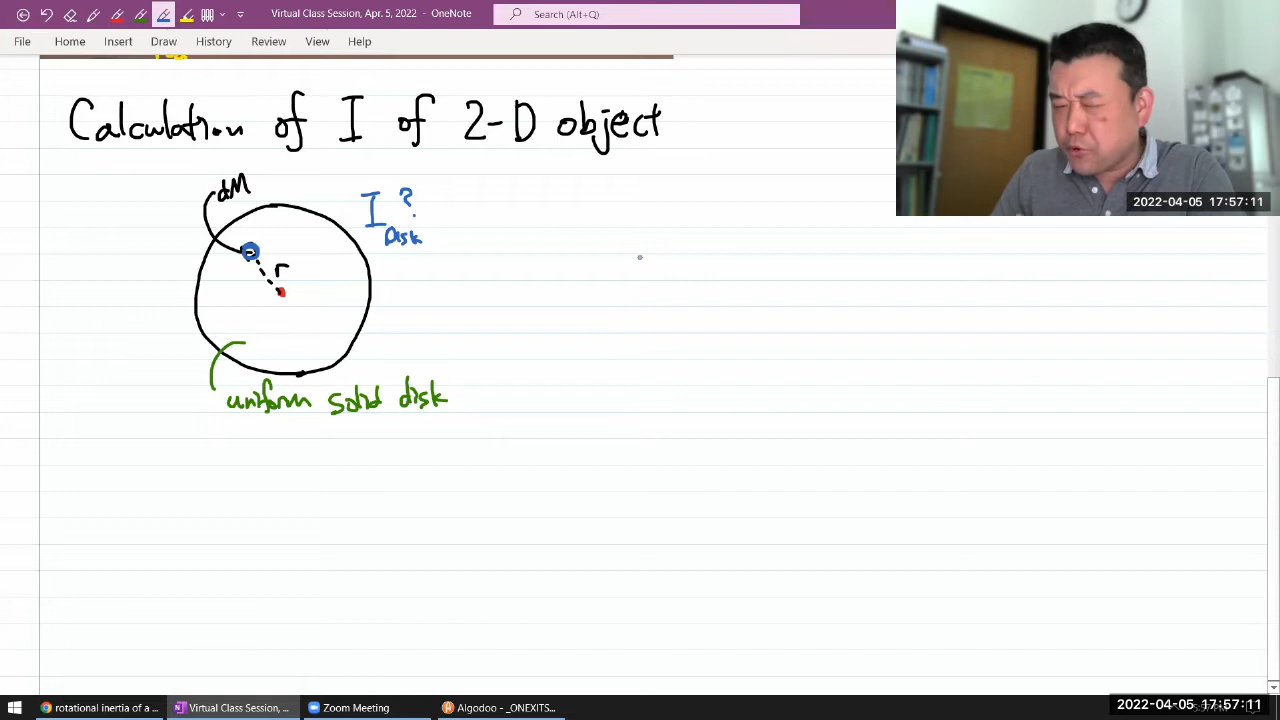 Virtual Class Session, Apr. 5, 2022 - OneNote
Search (Alt+Q)
File Home Insert Draw History Review View Help
Calculation of I of 2-D object
dM
I Disk ?
r
uniform solid disk
2022-04-05 17:57:11
rotational inertia of a ...
Virtual Class Session, ...
Zoom Meeting
Algodoo - _ONEXITS...
2022-04-05 17:57:11